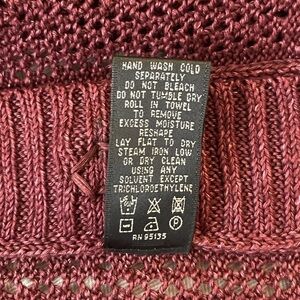 HAND WASH COLD
SEPARATELY
DO NOT BLEACH
DO NOT TUMBLE DRY
ROLL IN TOWEL
TO REMOVE
EXCESS MOISTURE
RESHAPE
LAY FLAT TO DRY
STEAM IRON LOW
OR DRY CLEAN
USING ANY
SOLVENT EXCEPT
TRICHLOROETHYLENE
P
RN 95135